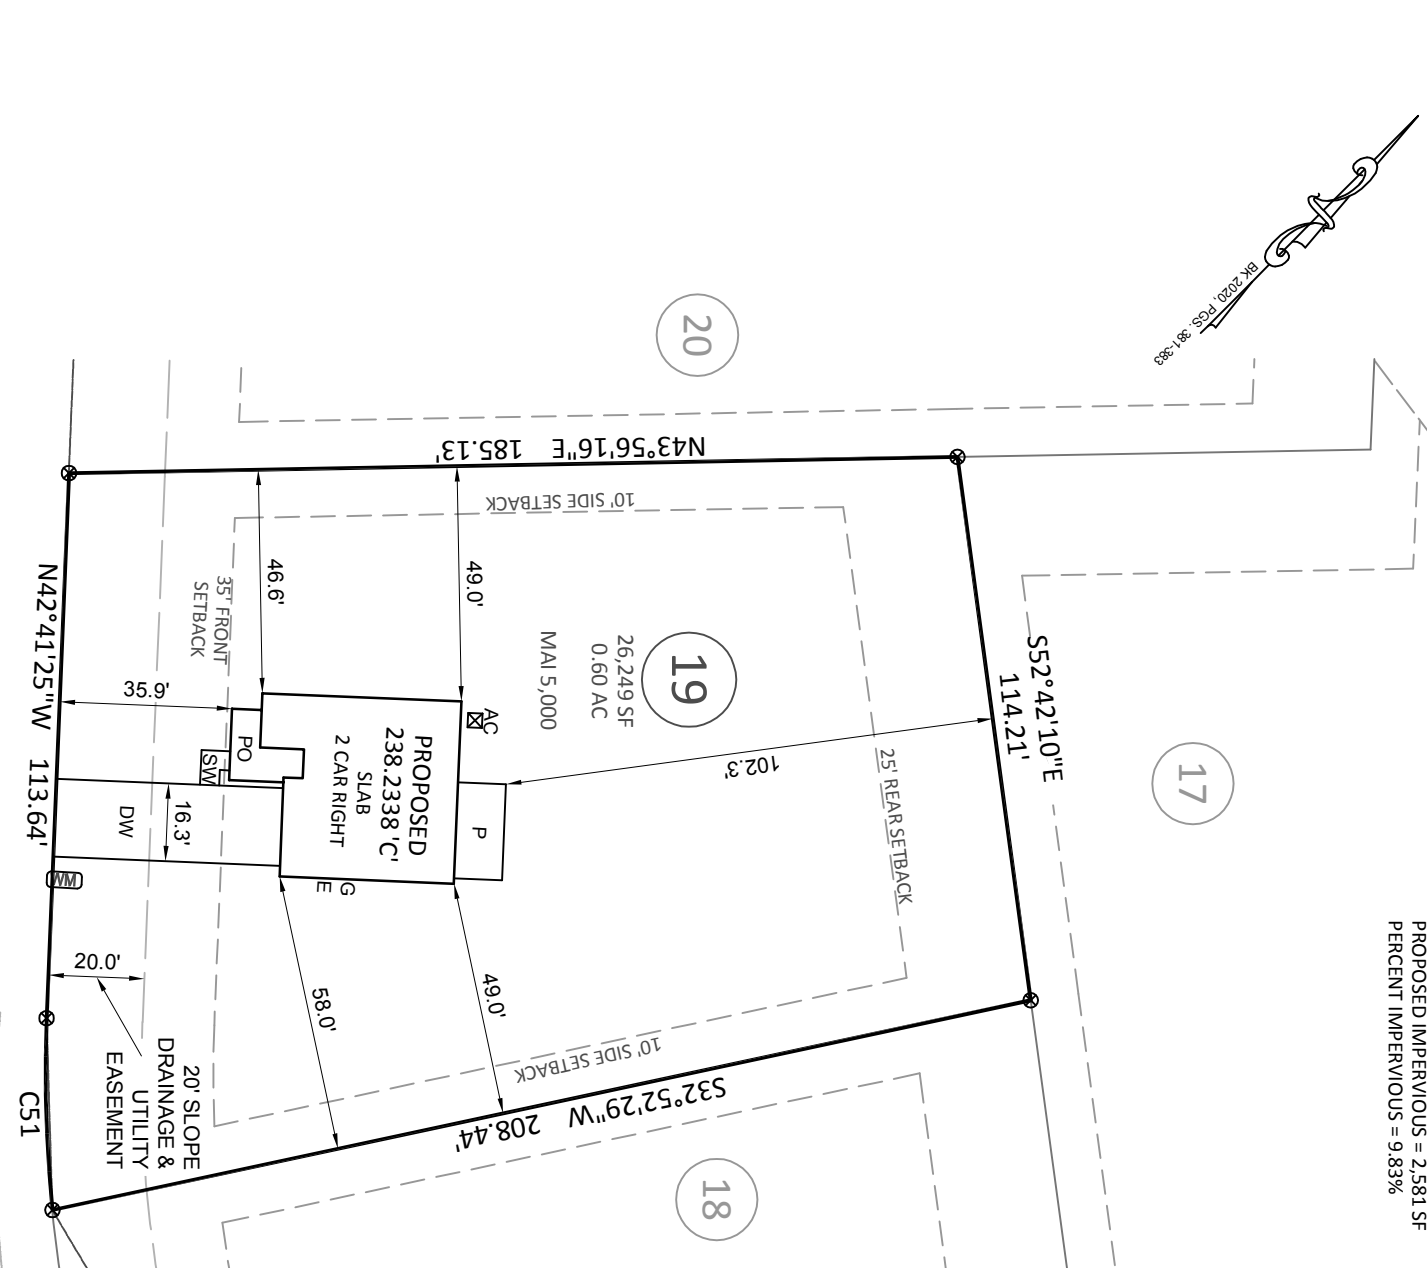 BK 2020, PGS. 381-383
20
N43°56'16"E 185.13'
10' SIDE SETBACK
46.6'
49.0'
N42°41'25"W 113.64'
35' FRONT
SETBACK
35.9'
19
26,249 SF
0.60 AC
MAI 5,000
S52°42'10"E
114.21'
17
102.3'
25' REAR SETBACK
AC
PO
SW
PROPOSED
238.2338 'C'
SLAB
2 CAR RIGHT
P
DW
16.3'
WM
G
E
20.0'
58.0'
49.0'
10' SIDE SETBACK
S32°52'29"W 208.44'
20' SLOPE
DRAINAGE &
UTILITY
EASEMENT
C51
18
PROPOSED IMPERVIOUS = 2,581 SF
PERCENT IMPERVIOUS = 9.83%